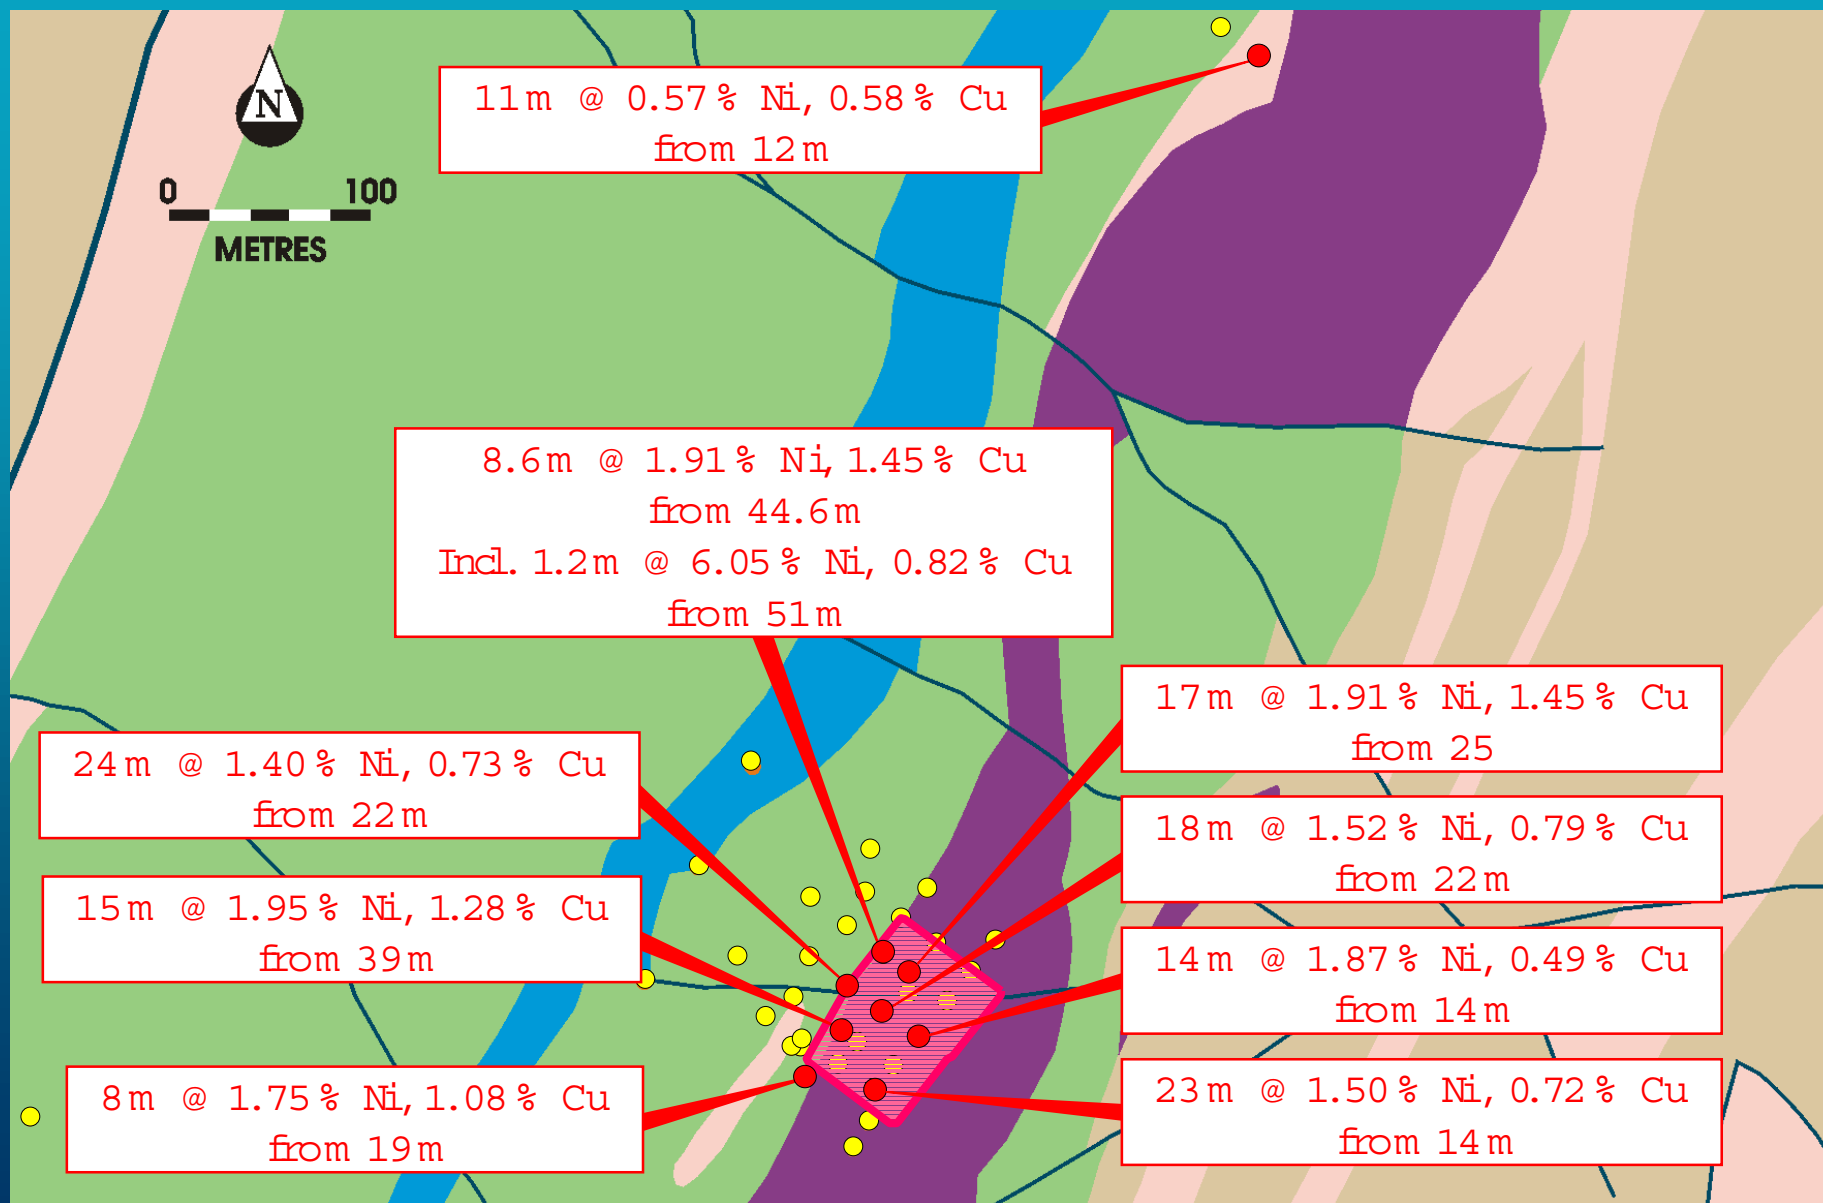 N
0 100
METRES
11m @ 0.57% Ni, 0.58% Cu
from 12m
8.6m @ 1.91% Ni, 1.45% Cu
from 44.6m
Incl. 1.2m @ 6.05% Ni, 0.82% Cu
from 51m
24m @ 1.40% Ni, 0.73% Cu
from 22m
15m @ 1.95% Ni, 1.28% Cu
from 39m
8m @ 1.75% Ni, 1.08% Cu
from 19m
17m @ 1.91% Ni, 1.45% Cu
from 25
18m @ 1.52% Ni, 0.79% Cu
from 22m
14m @ 1.87% Ni, 0.49% Cu
from 14m
23m @ 1.50% Ni, 0.72% Cu
from 14m